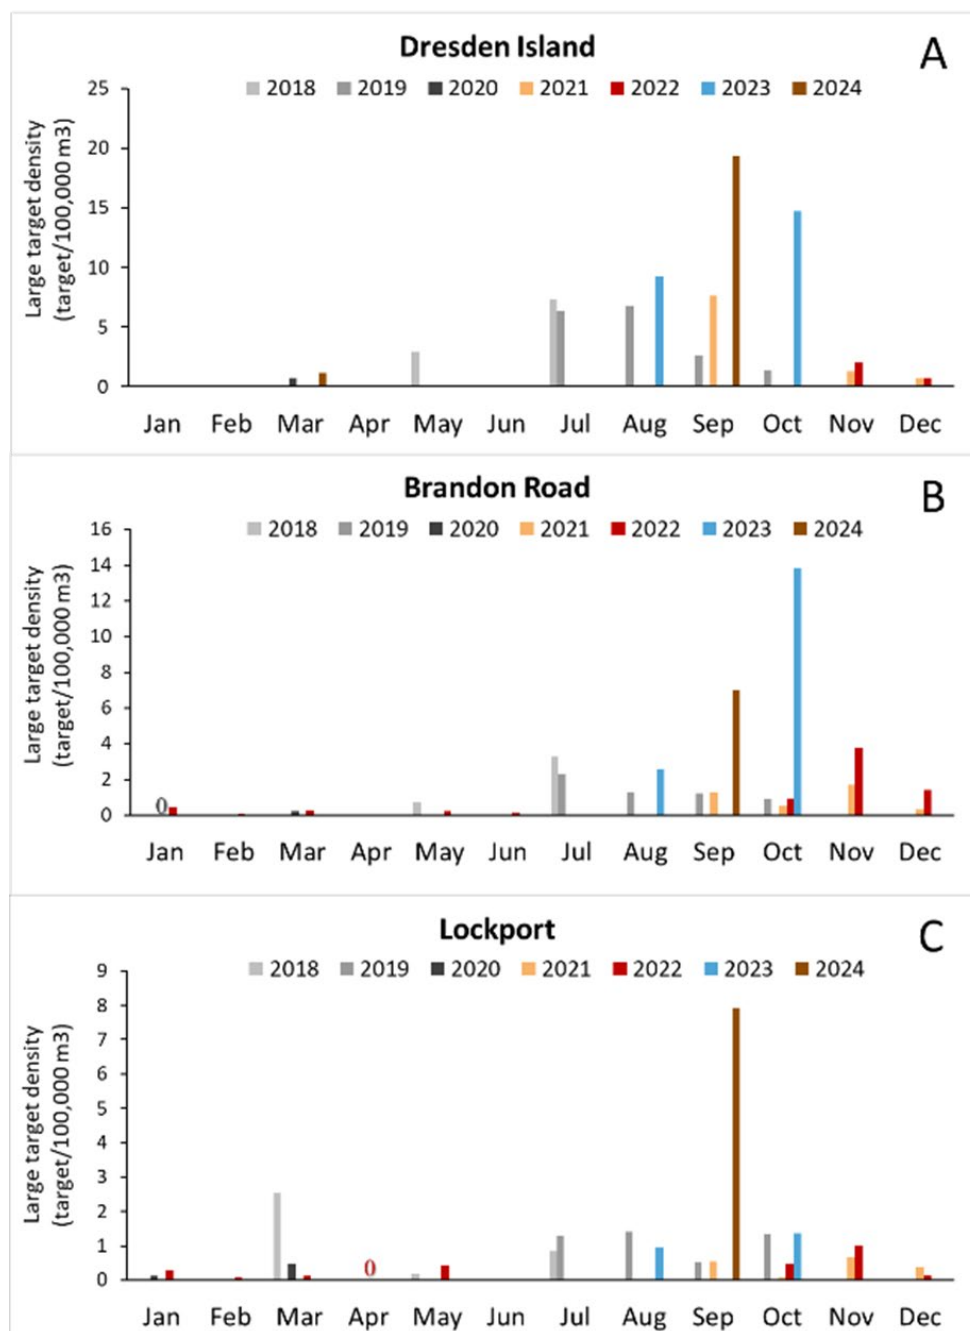 Dresden Island
A
2018 2019 2020 2021 2022 2023 2024
Large target density
(target/100,000 m3)
25
20
15
10
5
0
Jan Feb Mar Apr May Jun Jul Aug Sep Oct Nov Dec
Brandon Road
B
2018 2019 2020 2021 2022 2023 2024
Large target density
(target/100,000 m3)
16
14
12
10
8
6
4
2
0
0
Jan Feb Mar Apr May Jun Jul Aug Sep Oct Nov Dec
Lockport
C
2018 2019 2020 2021 2022 2023 2024
Large target density
(target/100,000 m3)
9
8
7
6
5
4
3
2
1
0
0
Jan Feb Mar Apr May Jun Jul Aug Sep Oct Nov Dec